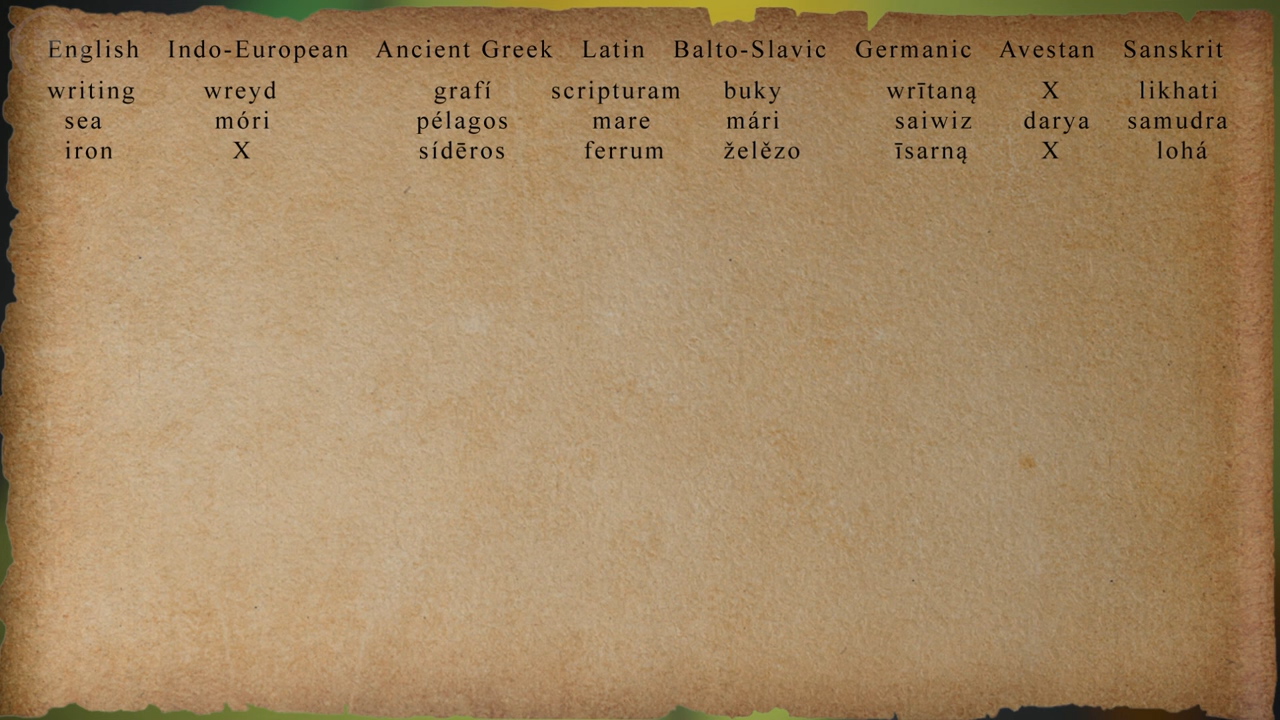 English Indo-European Ancient Greek Latin Balto-Slavic Germanic Avestan Sanskrit
writing wreyd grafí scripturam buky wrītaną X likhati
sea móri pélagos mare mári saiwiz darya samudra
iron X sídēros ferrum želězo īsarną X lohá